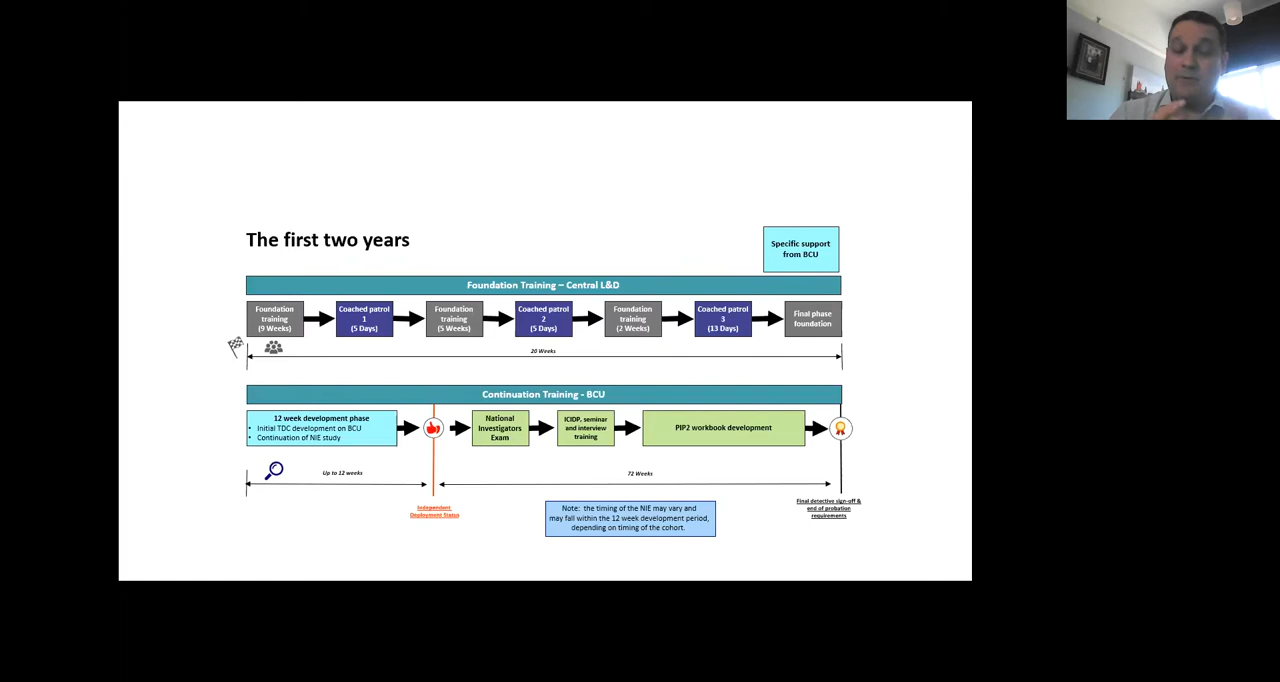 The first two years
Specific support
from BCU
Foundation Training – Central L&D
Foundation
training
(9 Weeks)
Coached patrol
1
(5 Days)
Foundation
training
(5 Weeks)
Coached patrol
2
(5 Days)
Foundation
training
(2 Weeks)
Coached patrol
3
(13 Days)
Final phase
foundation
20 Weeks
Continuation Training - BCU
12 week development phase
• Initial TDC development on BCU
• Continuation of NIE study
National
Investigators
Exam
ICIDP, seminar
and interview
training
PIP2 workbook development
Up to 12 weeks
72 Weeks
Independent
Deployment Status
Final detective sign-off &
end of probation
requirements
Note: the timing of the NIE may vary and
may fall within the 12 week development period,
depending on timing of the cohort.